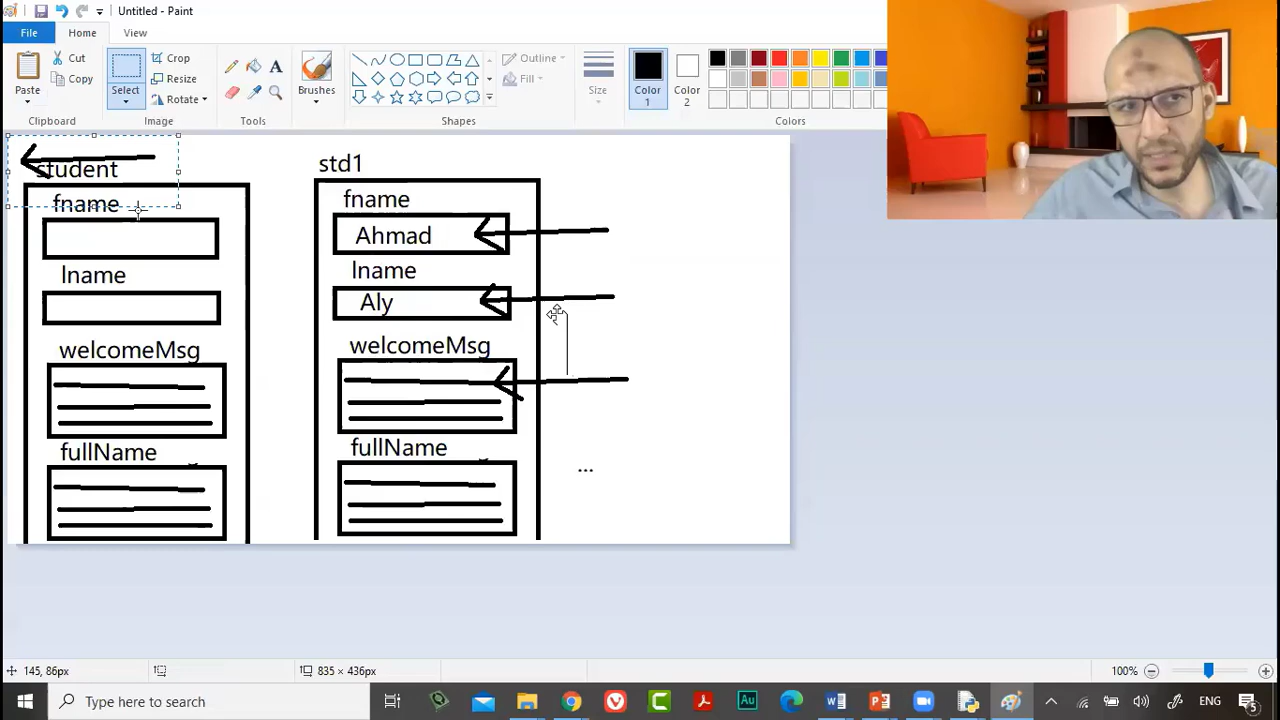 Untitled - Paint
File Home View
Paste Cut Copy
Select Crop Resize Rotate
Brushes
Outline Fill
Size
Color 1
Color 2
Clipboard Image Tools Shapes Colors
student
fname
lname
welcomeMsg
fullName
std1
fname
Ahmad
lname
Aly
welcomeMsg
fullName
...
145, 86px 835 × 436px 100%
Type here to search ENG 5